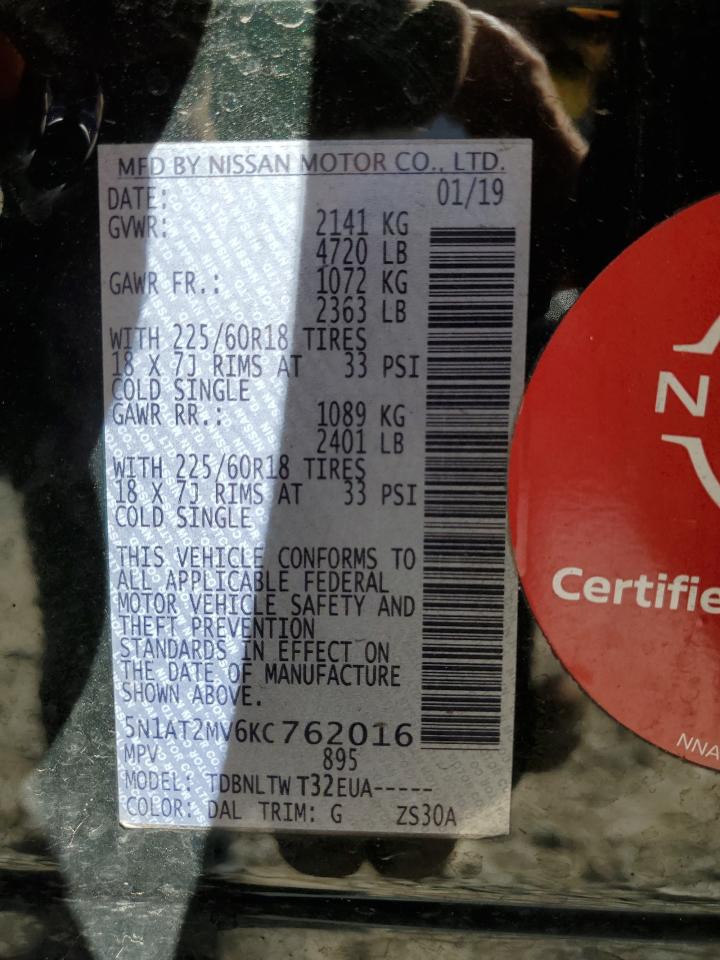 MFD BY NISSAN MOTOR CO., LTD.
DATE: 01/19
GVWR: 2141 KG
4720 LB
GAWR FR.: 1072 KG
2363 LB
WITH 225/60R18 TIRES
18 X 7J RIMS AT 33 PSI
COLD SINGLE
GAWR RR.: 1089 KG
2401 LB
WITH 225/60R18 TIRES
18 X 7J RIMS AT 33 PSI
COLD SINGLE
THIS VEHICLE CONFORMS TO
ALL APPLICABLE FEDERAL
MOTOR VEHICLE SAFETY AND
THEFT PREVENTION
STANDARDS IN EFFECT ON
THE DATE OF MANUFACTURE
SHOWN ABOVE.
5N1AT2MV6KC762016
MPV 895
MODEL: TDBNLTW T32EUA-----
COLOR: DAL TRIM: G ZS30A
N
Certifie
NNA